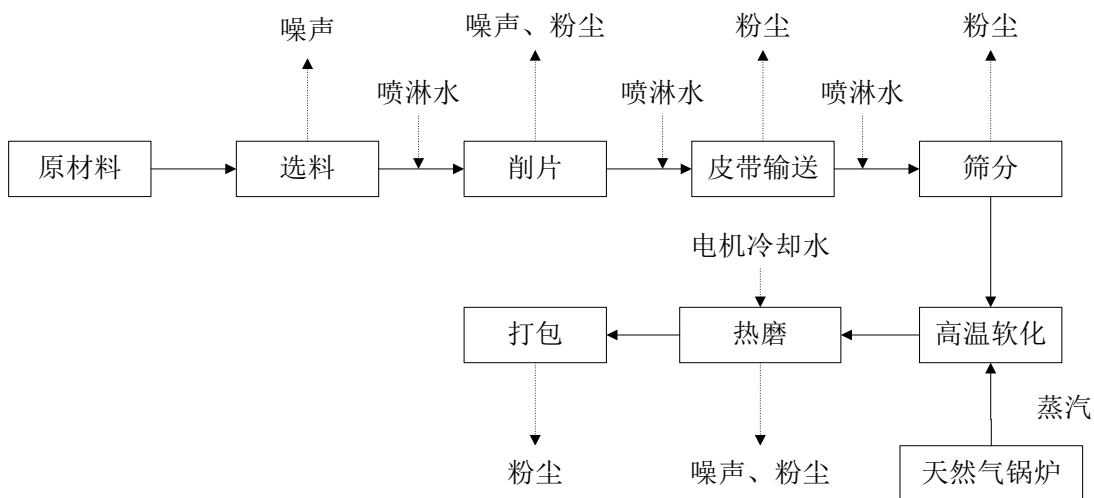 噪声
噪声、粉尘
粉尘
粉尘
喷淋水
喷淋水
喷淋水
原材料
选料
削片
皮带输送
筛分
电机冷却水
打包
热磨
高温软化
蒸汽
粉尘
噪声、粉尘
天然气锅炉